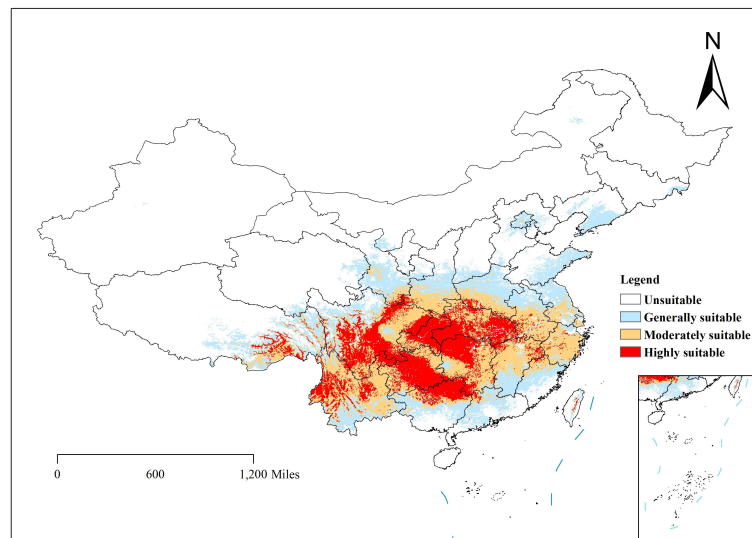 N
Legend
Unsuitable
Generally suitable
Moderately suitable
Highly suitable
0 600 1,200 Miles